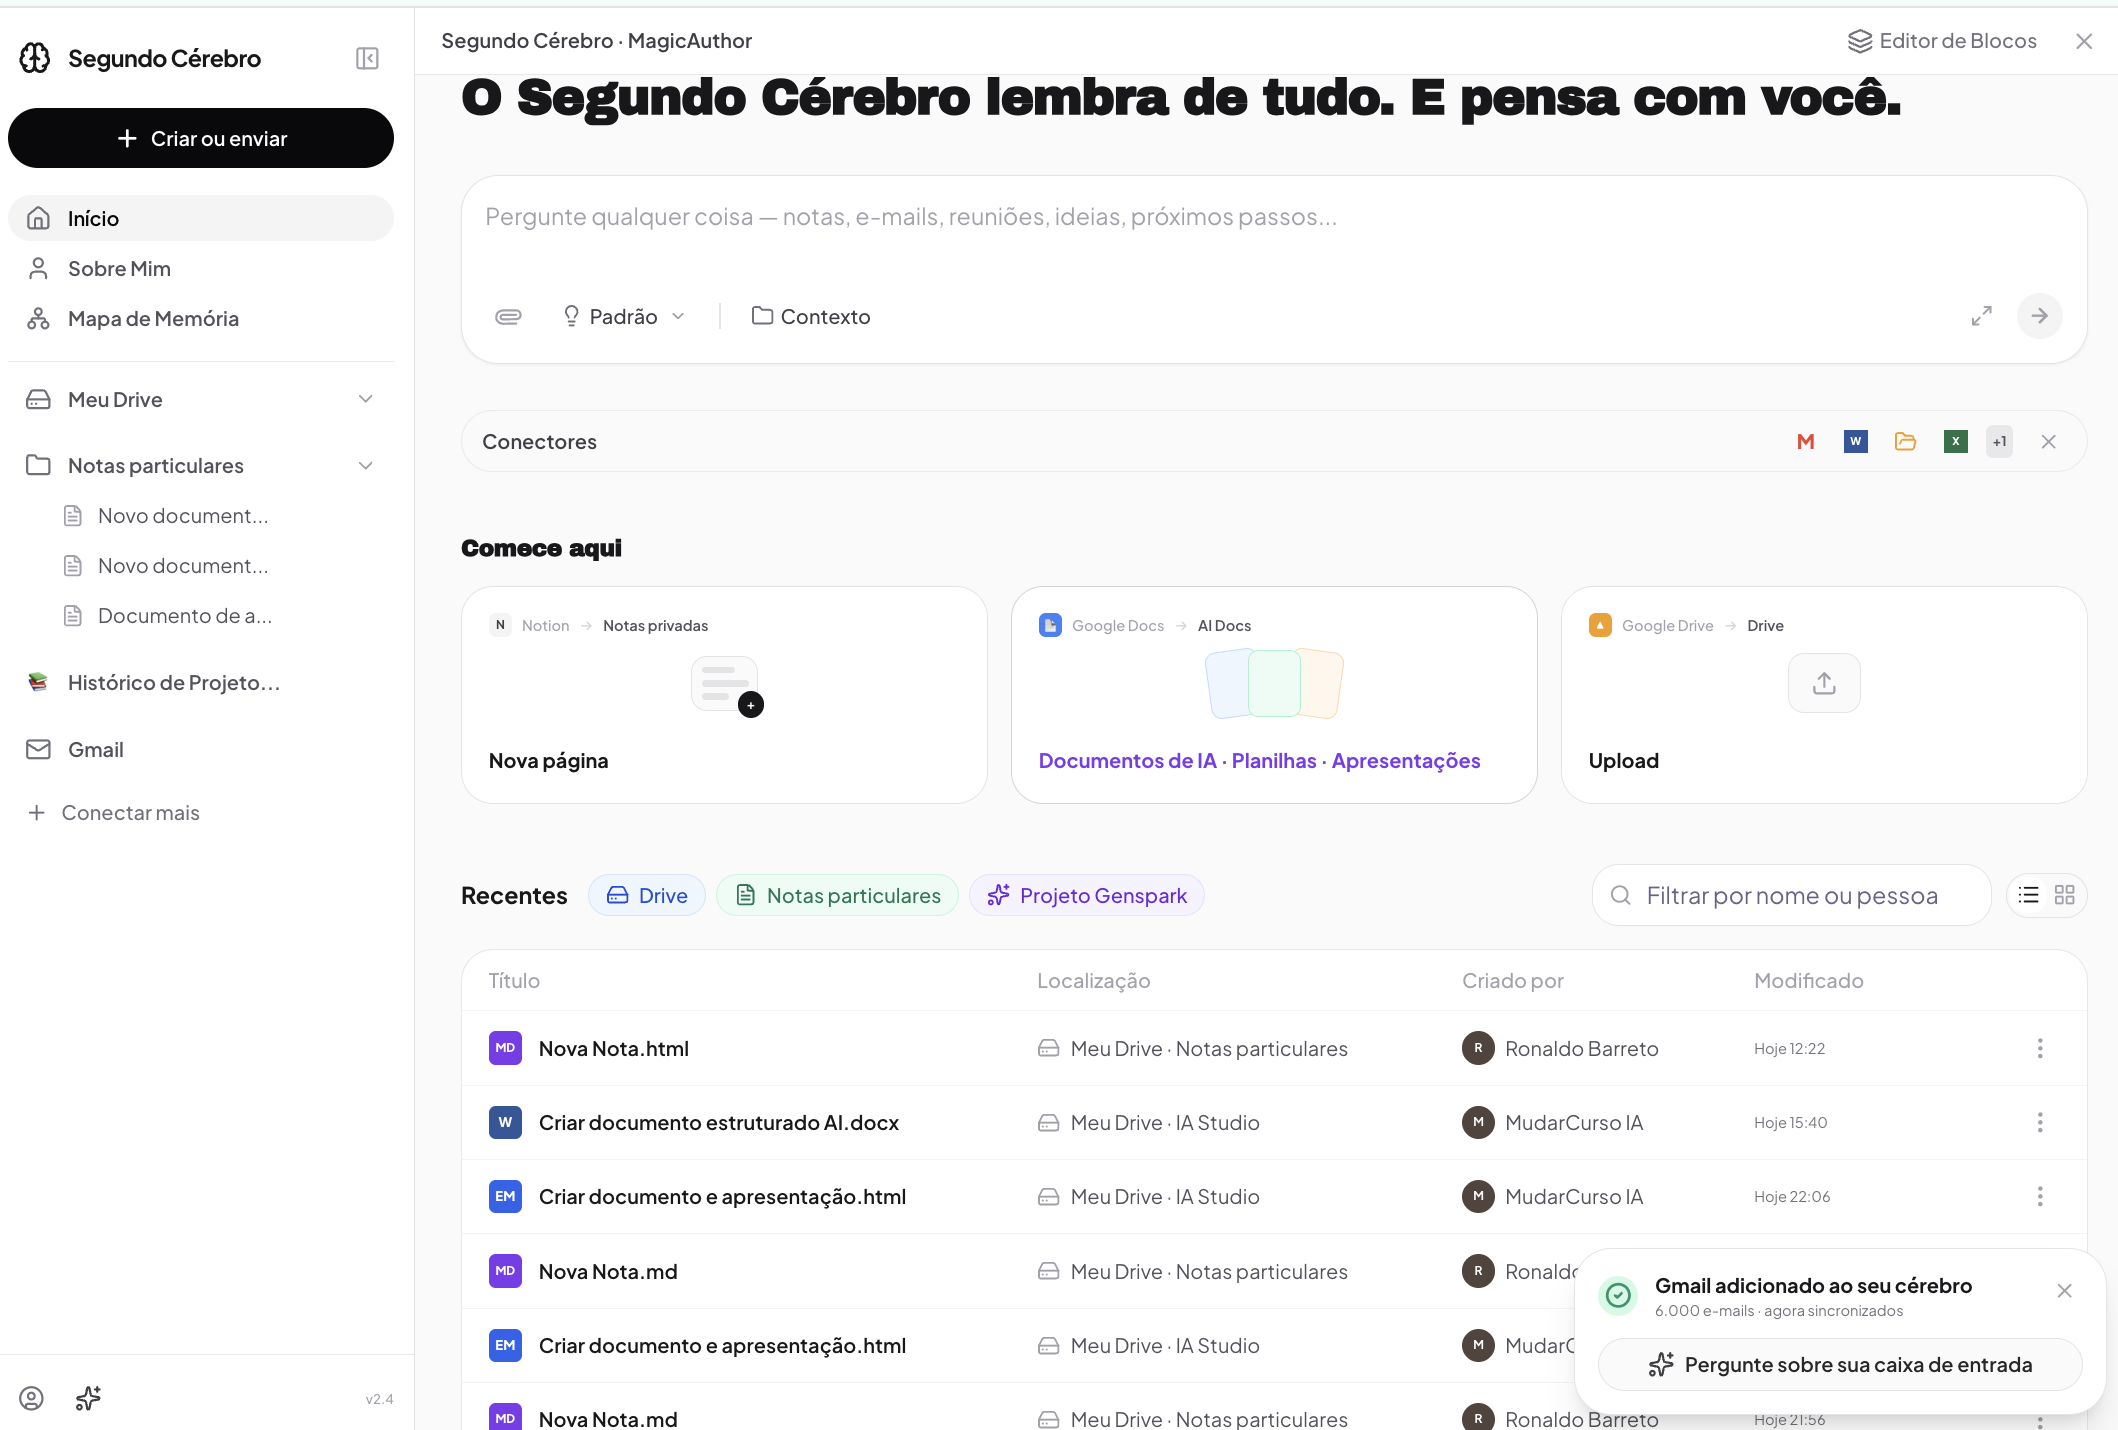 Segundo Cérebro
Criar ou enviar
Início
Sobre Mim
Mapa de Memória
Meu Drive
Notas particulares
Novo document...
Novo document...
Documento de a...
Histórico de Projeto...
Gmail
Conectar mais
v2.4
Segundo Cérebro · MagicAuthor
Editor de Blocos
O Segundo Cérebro lembra de tudo. E pensa com você.
Pergunte qualquer coisa — notas, e-mails, reuniões, ideias, próximos passos...
Padrão
Contexto
Conectores
M W X +1
Comece aqui
N Notion → Notas privadas
Nova página
Google Docs → AI Docs
Documentos de IA · Planilhas · Apresentações
Google Drive → Drive
Upload
Recentes Drive Notas particulares Projeto Genspark
Filtrar por nome ou pessoa
Título Localização Criado por Modificado
MD Nova Nota.html Meu Drive · Notas particulares R Ronaldo Barreto Hoje 12:22
W Criar documento estruturado AI.docx Meu Drive · IA Studio M MudarCurso IA Hoje 15:40
EM Criar documento e apresentação.html Meu Drive · IA Studio M MudarCurso IA Hoje 22:06
MD Nova Nota.md Meu Drive · Notas particulares R Ronaldo
EM Criar documento e apresentação.html Meu Drive · IA Studio M MudarC
MD Nova Nota.md Meu Drive · Notas particulares R Ronaldo Barreto Hoje 21:56
Gmail adicionado ao seu cérebro
6.000 e-mails · agora sincronizados
Pergunte sobre sua caixa de entrada